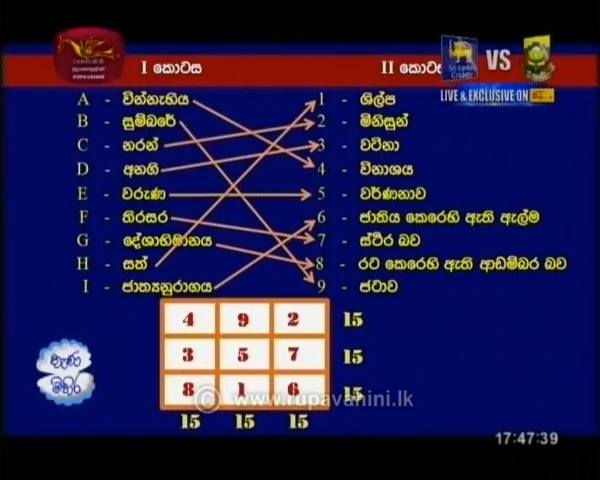 I කොටස
II කොටස
VS
LIVE & EXCLUSIVE ON
A - වින්නැහිය
B - සුම්බරේ
C - නරන්
D - අනගි
E - වරුණ
F - තිරසර
G - දේශාභිමානය
H - සත්
I - ජාත්‍යනුරාගය
1 - ශිල්ප
2 - මිනිසුන්
3 - වටිනා
4 - විනාශය
5 - වර්ණනාව
6 - ජාතිය කෙරෙහි ඇති ඇල්ම
7 - ස්ථිර බව
8 - රට කෙරෙහි ඇති ආඩම්බර බව
9 - ජටාව
4 9 2 15
3 5 7 15
8 1 6 15
15 15 15
නැණ
මිහිර
© www.rupavahini.lk
17:47:39